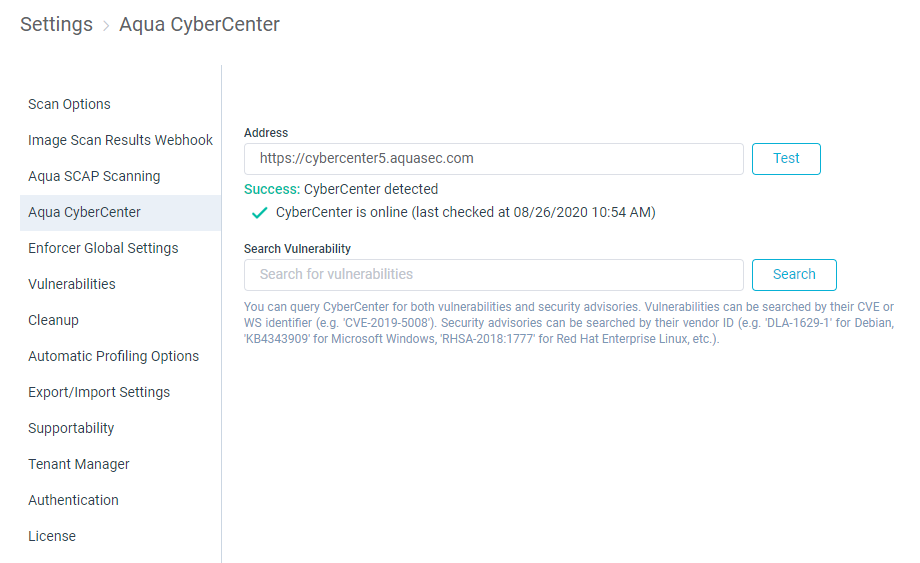 Settings > Aqua CyberCenter
Scan Options
Image Scan Results Webhook
Aqua SCAP Scanning
Aqua CyberCenter
Enforcer Global Settings
Vulnerabilities
Cleanup
Automatic Profiling Options
Export/Import Settings
Supportability
Tenant Manager
Authentication
License
Address
https://cybercenter5.aquasec.com
Test
Success: CyberCenter detected
CyberCenter is online (last checked at 08/26/2020 10:54 AM)
Search Vulnerability
Search for vulnerabilities
Search
You can query CyberCenter for both vulnerabilities and security advisories. Vulnerabilities can be searched by their CVE or
WS identifier (e.g. 'CVE-2019-5008'). Security advisories can be searched by their vendor ID (e.g. 'DLA-1629-1' for Debian,
'KB4343909' for Microsoft Windows, 'RHSA-2018:1777' for Red Hat Enterprise Linux, etc.).